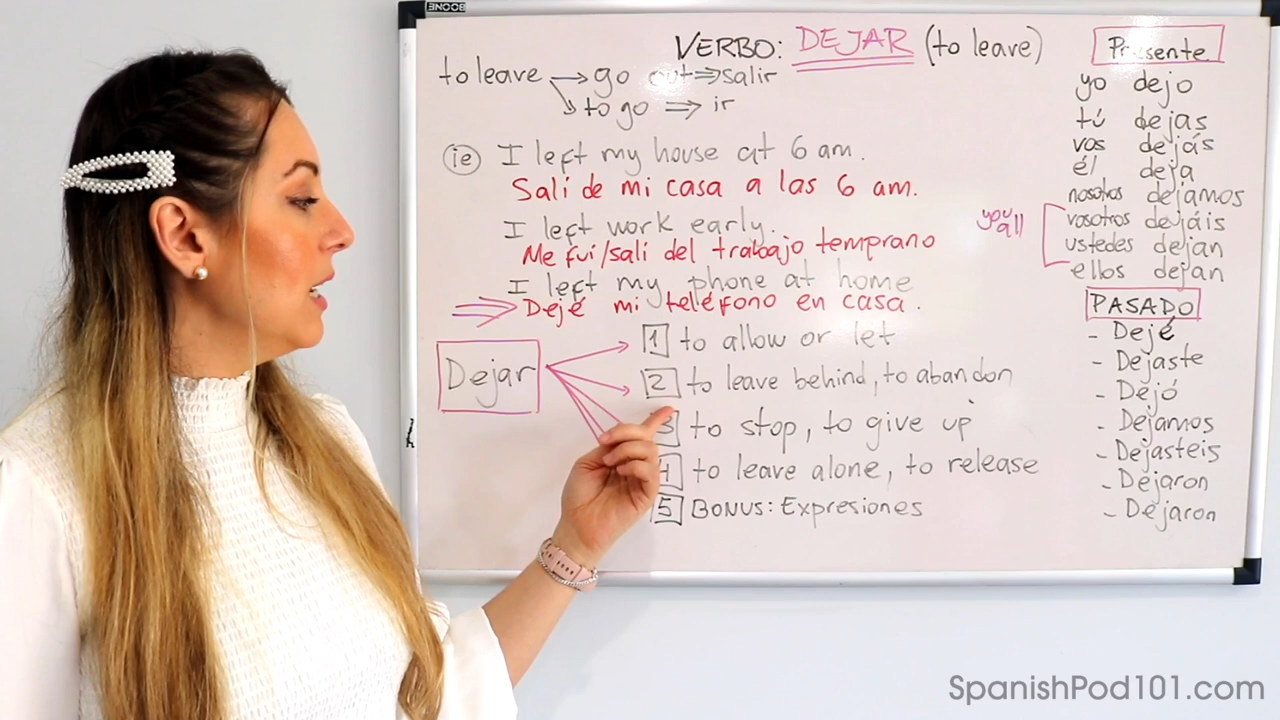 BOONE
VERBO: DEJAR (to leave)
to leave → go out ⇒ salir
→ to go ⇒ ir
ie I left my house at 6 am.
Salí de mi casa a las 6 am.
I left work early.
Me fui/salí del trabajo temprano
I left my phone at home
⇒ Dejé mi teléfono en casa.
Dejar
1 to allow or let
2 to leave behind, to abandon
3 to stop, to give up
4 to leave alone, to release
5 BONUS: Expresiones
Presente
yo dejo
tú dejas
vos dejás
él deja
nosotros dejamos
you all
vosotros dejáis
ustedes dejan
ellos dejan
PASADO
- Dejé
- Dejaste
- Dejó
- Dejamos
- Dejasteis
- Dejaron
- Dejaron
SpanishPod101.com